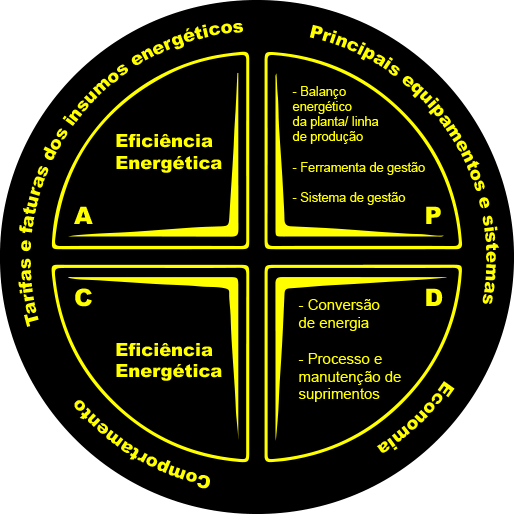 Tarifas e faturas dos insumos energéticos
Principais equipamentos e sistemas
Eficiência
Energética
A
- Balanço
energético
da planta/ linha
de produção
- Ferramenta de gestão
- Sistema de gestão
P
C
Eficiência
Energética
D
- Conversão
de energia
- Processo e
manutenção de
suprimentos
Comportamento
Economia